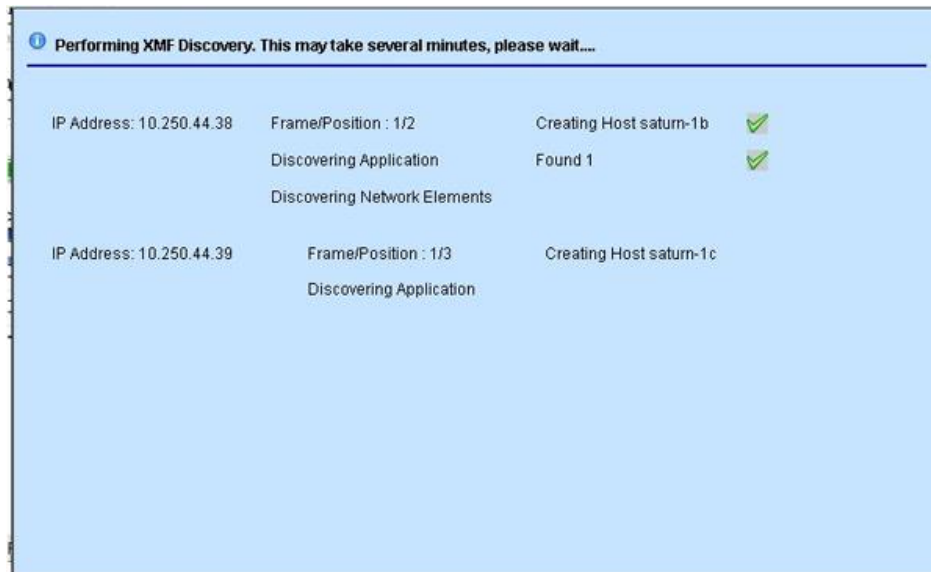 Performing XMF Discovery. This may take several minutes, please wait....
IP Address: 10.250.44.38 Frame/Position : 1/2 Creating Host saturn-1b
Discovering Application Found 1
Discovering Network Elements
IP Address: 10.250.44.39 Frame/Position : 1/3 Creating Host saturn-1c
Discovering Application